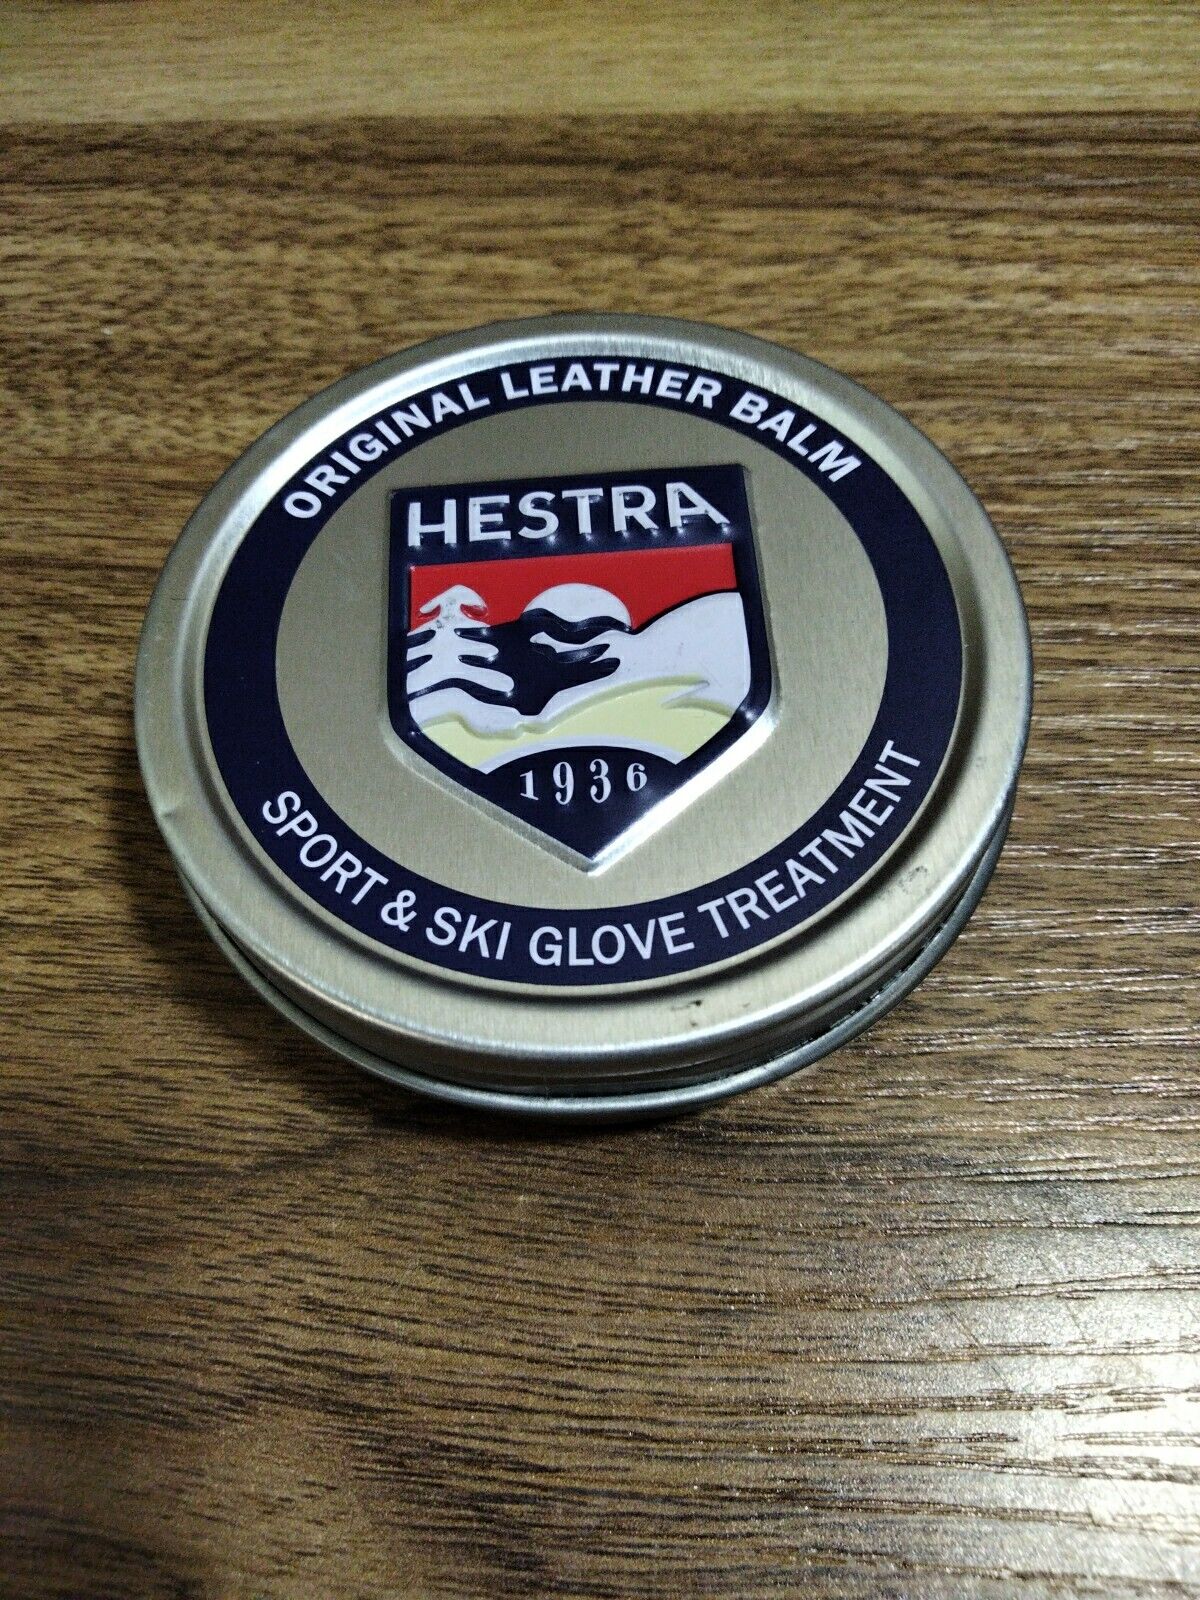 ORIGINAL LEATHER BALM
HESTRA
1936
SPORT & SKI GLOVE TREATMENT